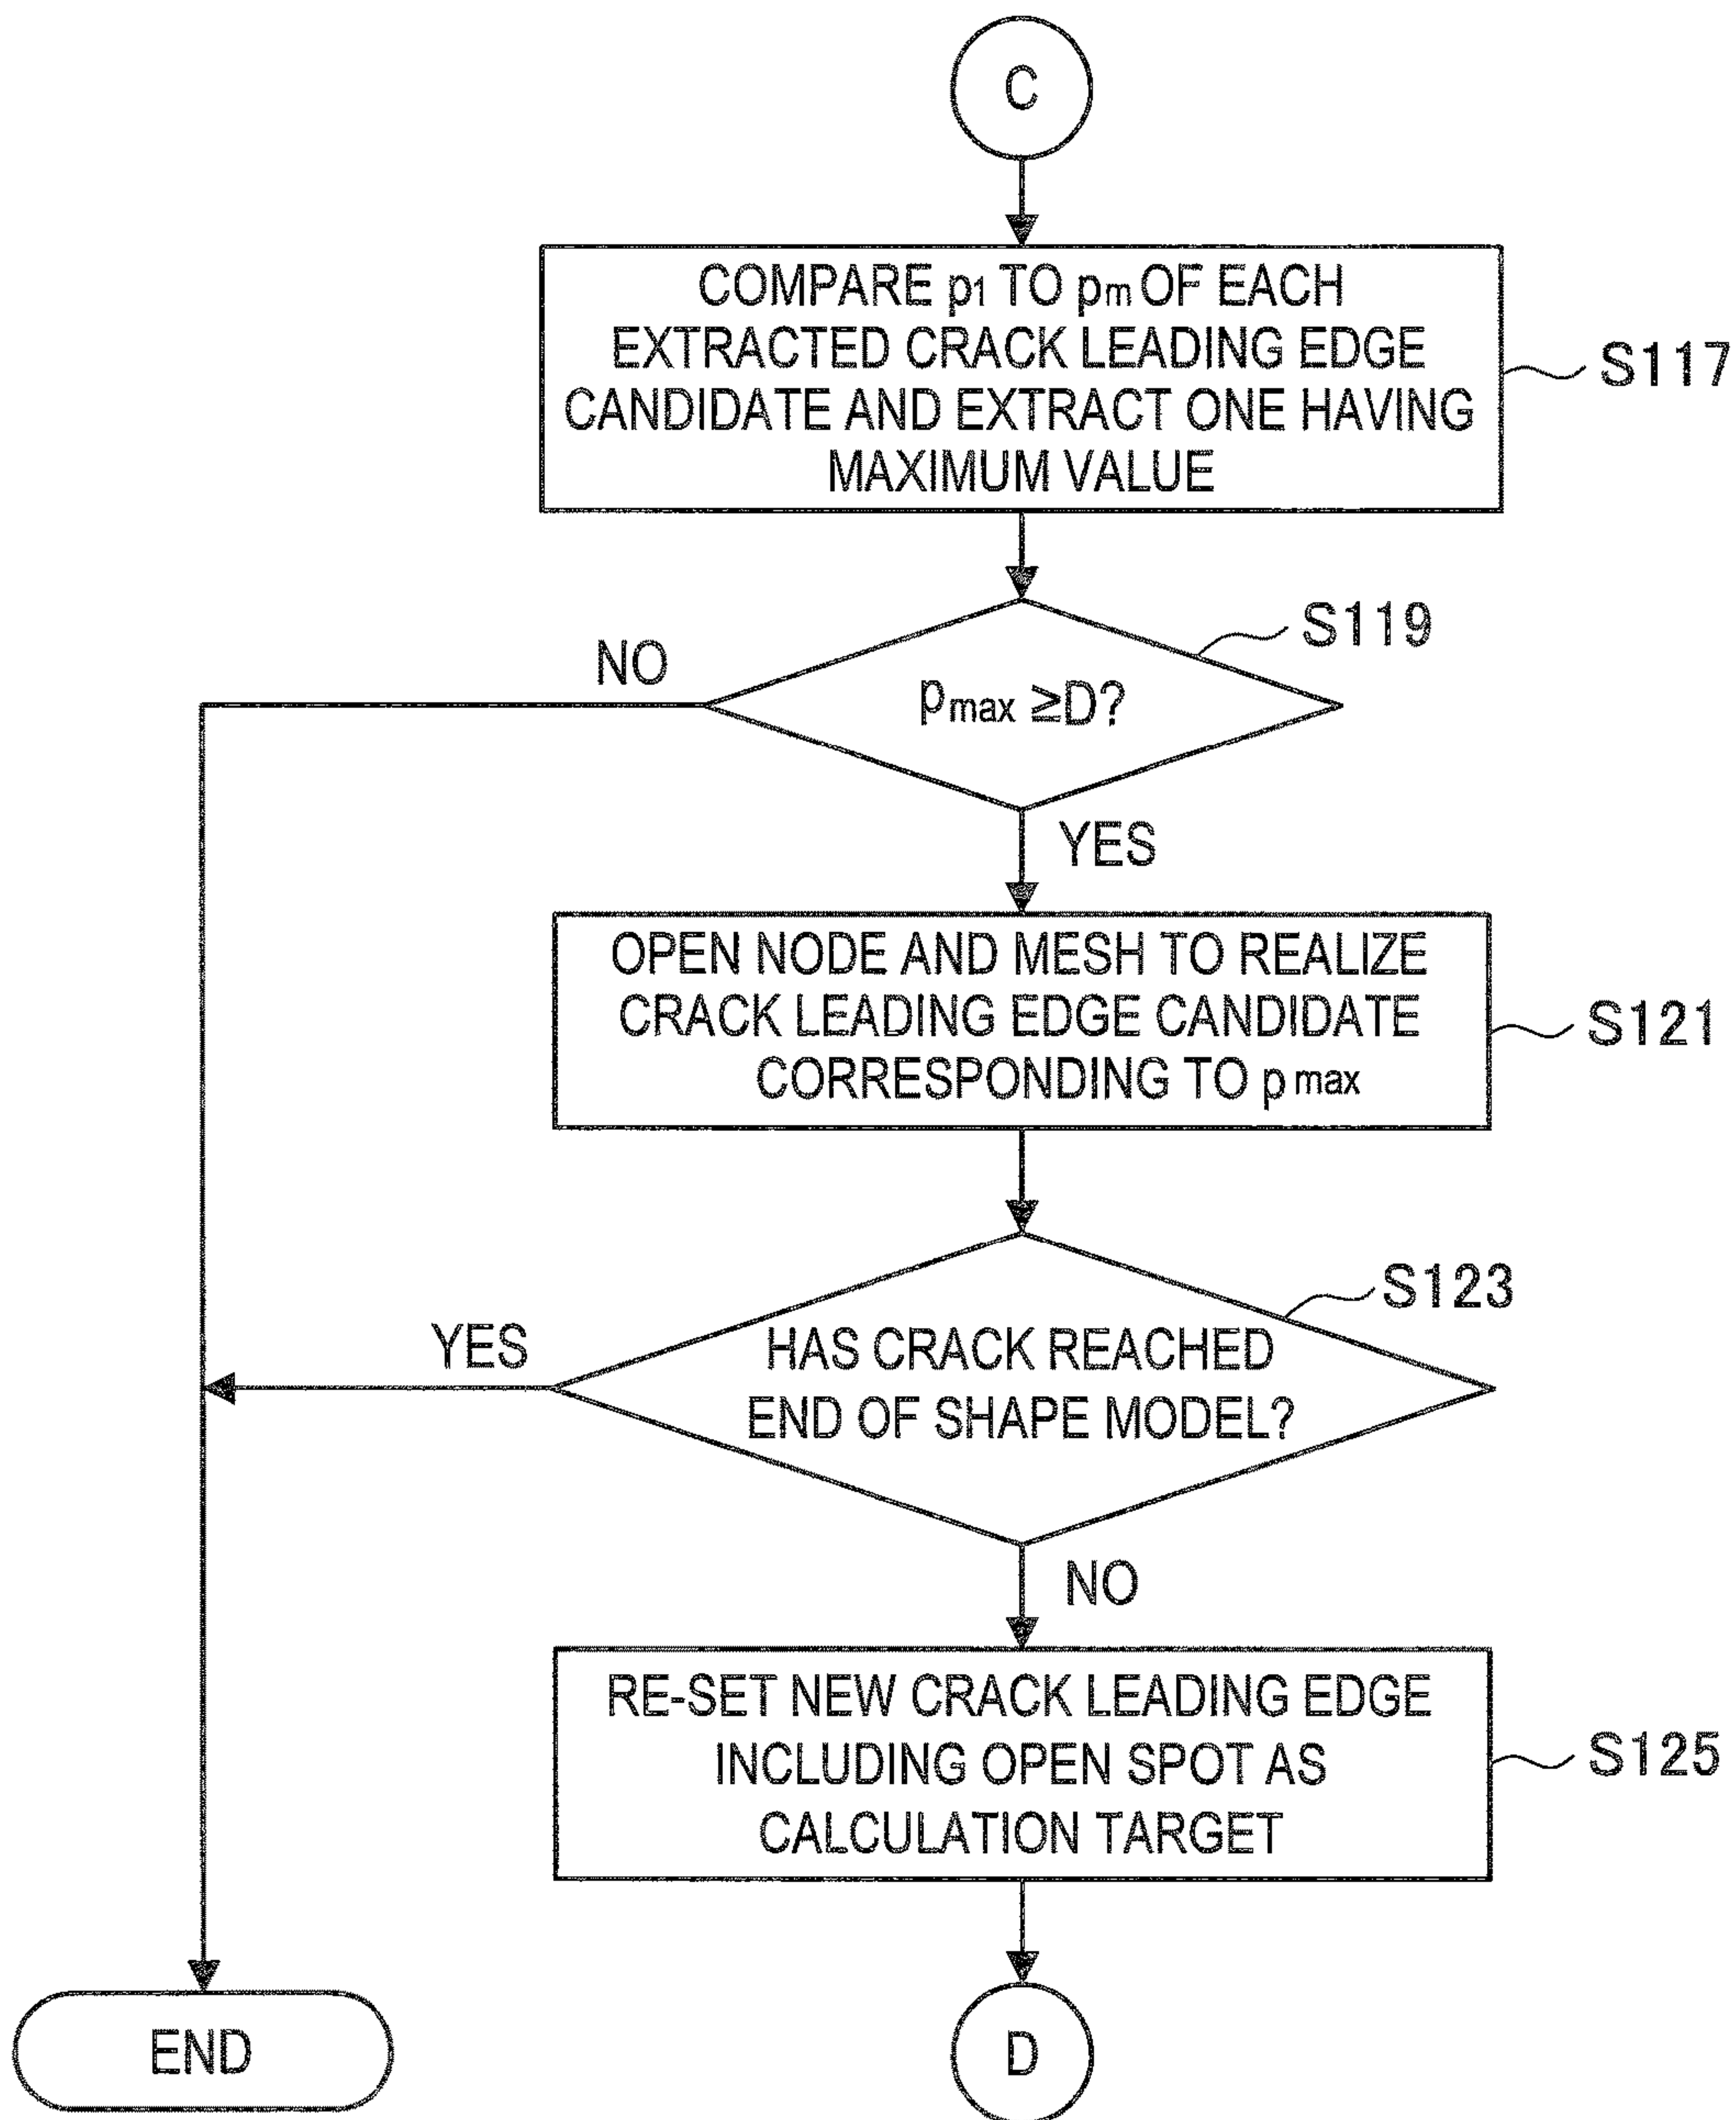 C
COMPARE p1 TO pm OF EACH
EXTRACTED CRACK LEADING EDGE
CANDIDATE AND EXTRACT ONE HAVING
MAXIMUM VALUE
S117
S119
NO
pmax ≥D?
YES
OPEN NODE AND MESH TO REALIZE
CRACK LEADING EDGE CANDIDATE
CORRESPONDING TO pmax
S121
S123
YES
HAS CRACK REACHED
END OF SHAPE MODEL?
NO
RE-SET NEW CRACK LEADING EDGE
INCLUDING OPEN SPOT AS
CALCULATION TARGET
S125
END
D